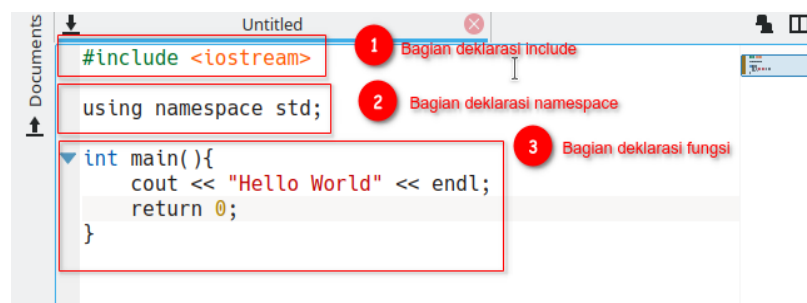 Documents
Untitled
#include <iostream>
1 Bagian deklarasi include
using namespace std;
2 Bagian deklarasi namespace
int main(){
3 Bagian deklarasi fungsi
cout << "Hello World" << endl;
return 0;
}